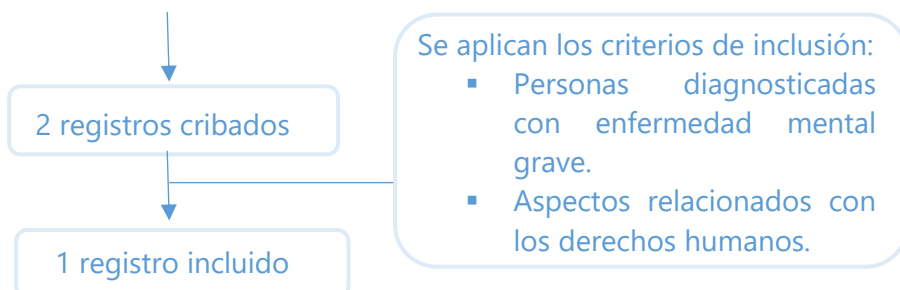 2 registros cribados
1 registro incluido
Se aplican los criterios de inclusión:
▪ Personas diagnosticadas
con enfermedad mental
grave.
▪ Aspectos relacionados con
los derechos humanos.